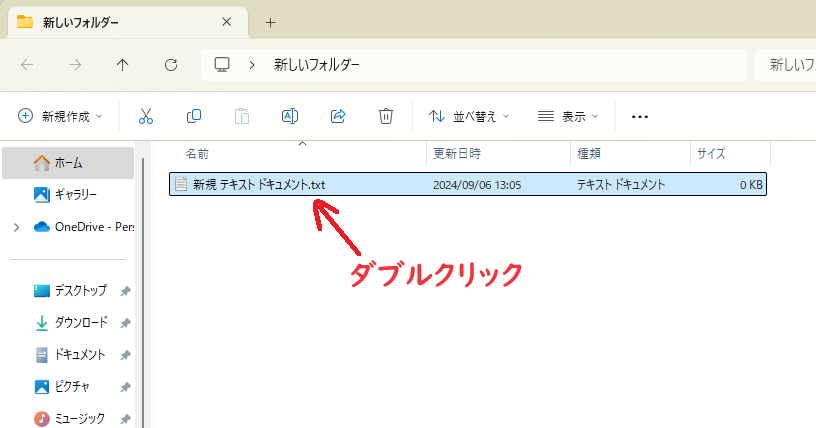 新しいフォルダー
新しいフォルダー
新しいフ
新規作成
並べ替え
表示
名前
更新日時
種類
サイズ
ホーム
新規 テキスト ドキュメント.txt
2024/09/06 13:05
テキスト ドキュメント
0 KB
ギャラリー
OneDrive - Pers
ダブルクリック
デスクトップ
ダウンロード
ドキュメント
ピクチャ
ミュージック